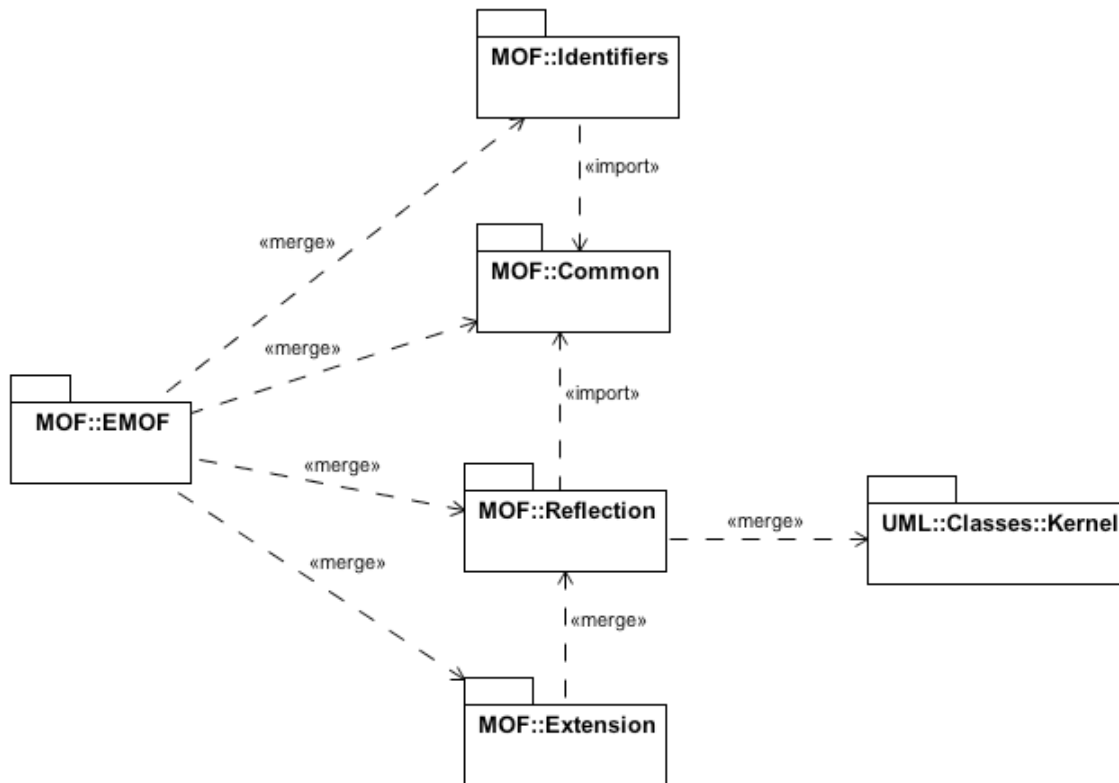 MOF::Identifiers
«import»
«merge»
MOF::Common
«merge»
«import»
MOF::EMOF
«merge»
MOF::Reflection
«merge»
UML::Classes::Kernel
«merge»
«merge»
MOF::Extension